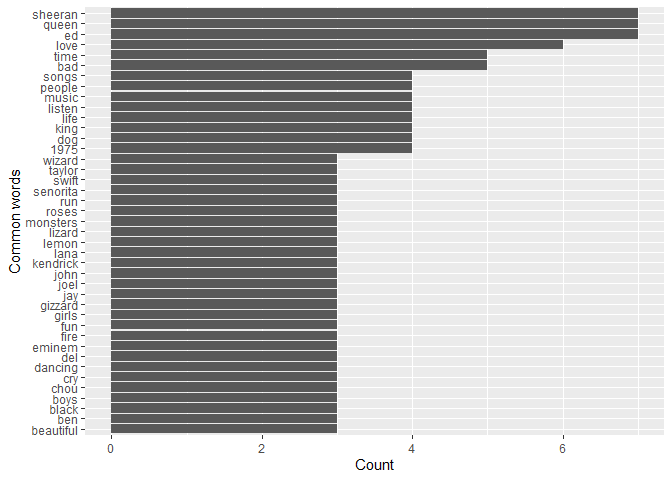 sheeran
queen
ed
love
time
bad
songs
people
music
listen
life
king
dog
1975
wizard
taylor
swift
senorita
run
roses
monsters
lizard
lemon
lana
kendrick
john
joel
jay
gizzard
girls
fun
fire
eminem
del
dancing
cry
chou
boys
black
ben
beautiful
Common words
0 2 4 6
Count